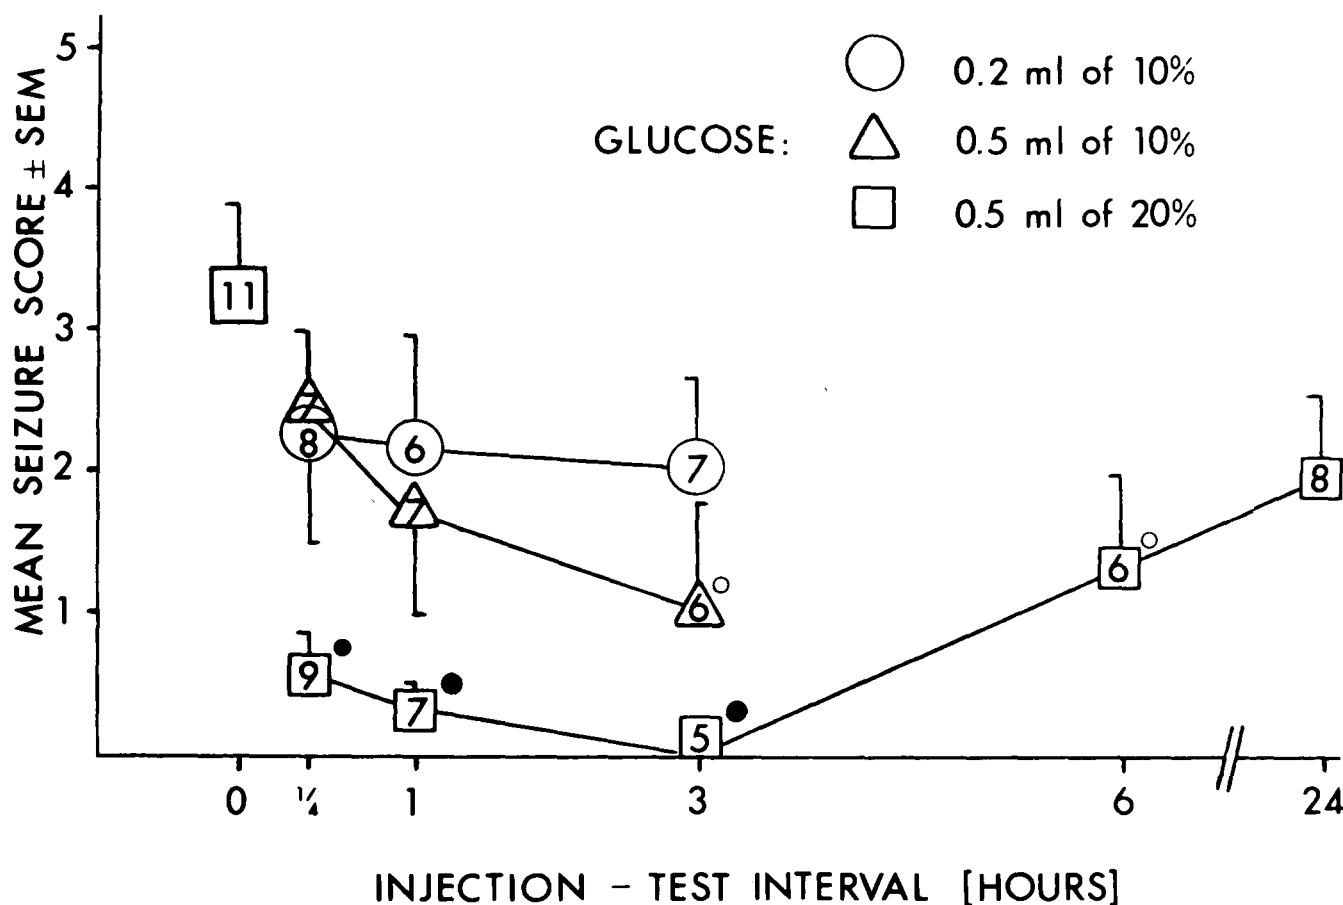 MEAN SEIZURE SCORE ± SEM
5
4
3
2
1
GLUCOSE:
0.2 ml of 10%
0.5 ml of 10%
0.5 ml of 20%
11
7
8
6
7
7
6
9
7
5
6
8
0 ¼ 1 3 6 24
INJECTION – TEST INTERVAL [HOURS]